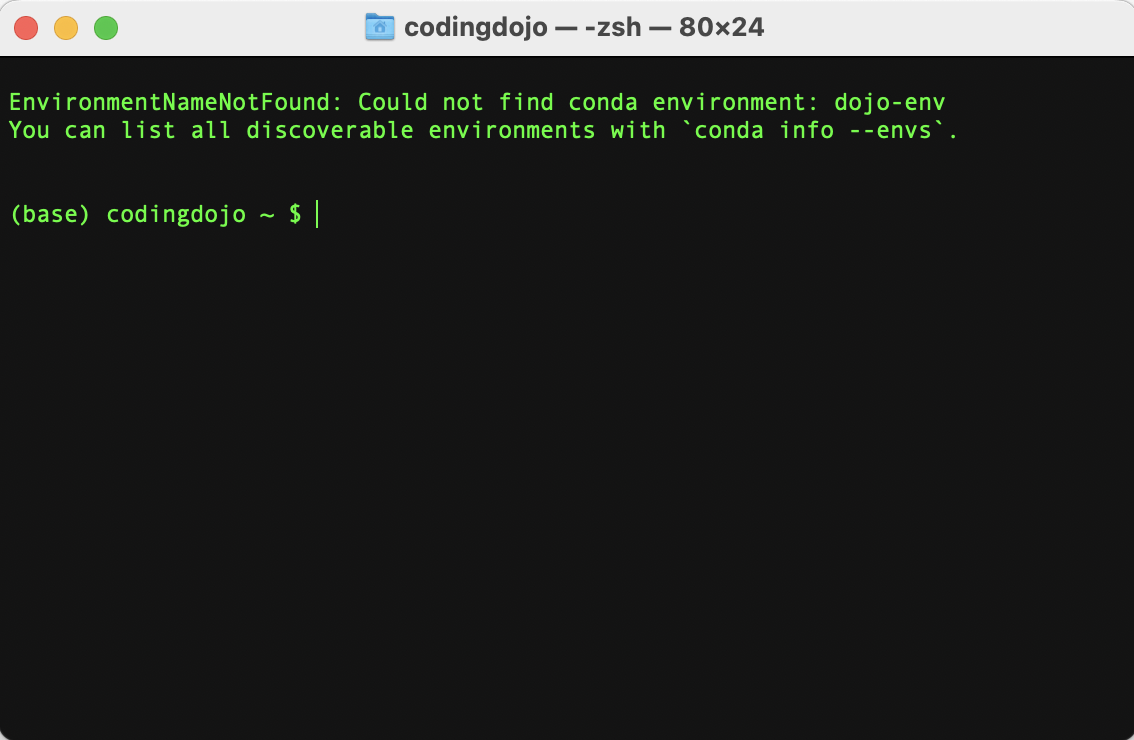 codingdojo — -zsh — 80×24
EnvironmentNameNotFound: Could not find conda environment: dojo-env
You can list all discoverable environments with `conda info --envs`.
(base) codingdojo ~ $